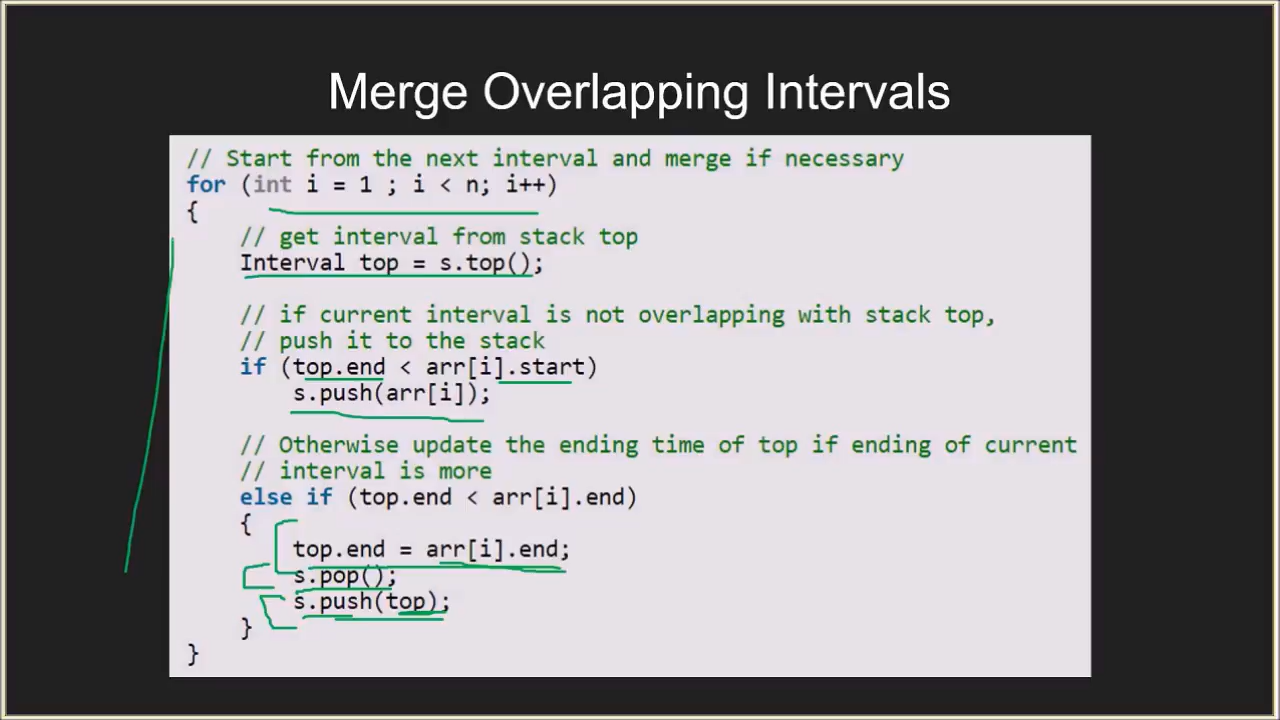 Merge Overlapping Intervals
// Start from the next interval and merge if necessary
for (int i = 1 ; i < n; i++)
{
// get interval from stack top
Interval top = s.top();
// if current interval is not overlapping with stack top,
// push it to the stack
if (top.end < arr[i].start)
s.push(arr[i]);
// Otherwise update the ending time of top if ending of current
// interval is more
else if (top.end < arr[i].end)
{
top.end = arr[i].end;
s.pop();
s.push(top);
}
}